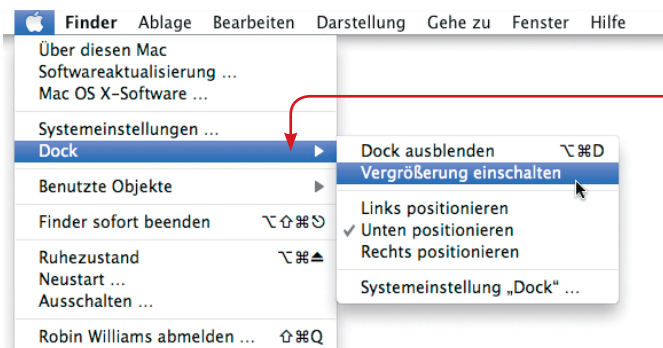 Finder Ablage Bearbeiten Darstellung Gehe zu Fenster Hilfe
Über diesen Mac
Softwareaktualisierung ...
Mac OS X-Software ...
Systemeinstellungen ...
Dock ▶
Benutzte Objekte ▶
Finder sofort beenden ⌥⇧⌘⎋
Ruhezustand ⌥⌘⏏
Neustart ...
Ausschalten ...
Robin Williams abmelden ... ⇧⌘Q
Dock ausblenden ⌥⌘D
Vergrößerung einschalten
Links positionieren
✓ Unten positionieren
Rechts positionieren
Systemeinstellung „Dock“ ...